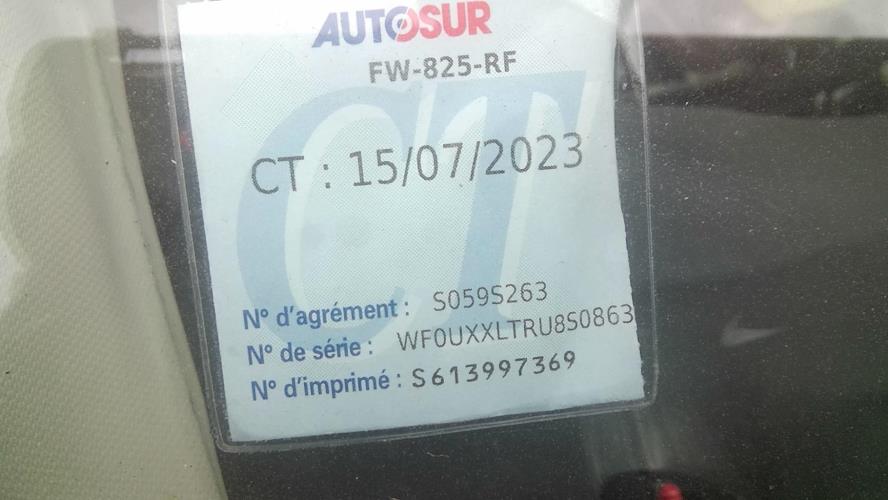 AUTOSUR
FW-825-RF
CT : 15/07/2023
N° d'agrément : S059S263
N° de série : WF0UXXLTRU8S0863
N° d'imprimé : S613997369